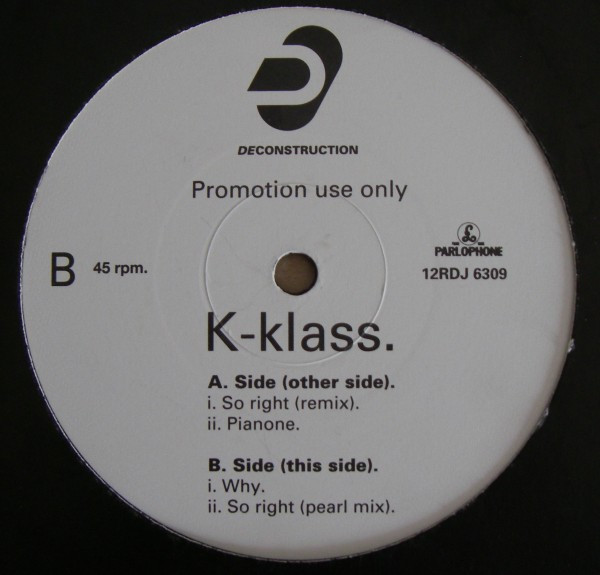 DECONSTRUCTION
Promotion use only
B 45 rpm.
£
PARLOPHONE
12RDJ 6309
K-klass.
A. Side (other side).
i. So right (remix).
ii. Pianone.
B. Side (this side).
i. Why.
ii. So right (pearl mix).